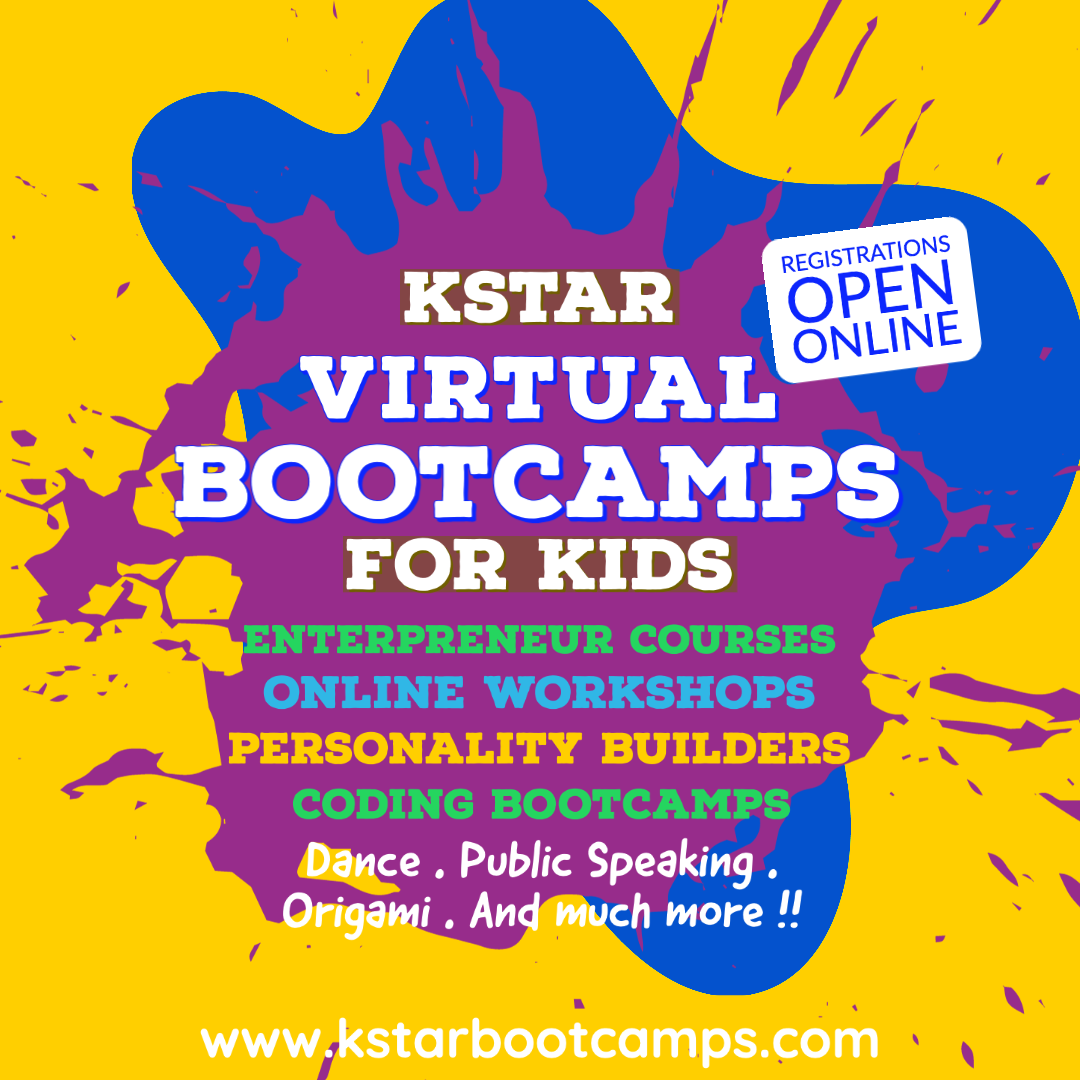 KSTAR
VIRTUAL
BOOTCAMPS
FOR KIDS
REGISTRATIONS
OPEN
ONLINE
ENTERPRENEUR COURSES
ONLINE WORKSHOPS
PERSONALITY BUILDERS
CODING BOOTCAMPS
Dance . Public Speaking .
Origami . And much more !!
www.kstarbootcamps.com